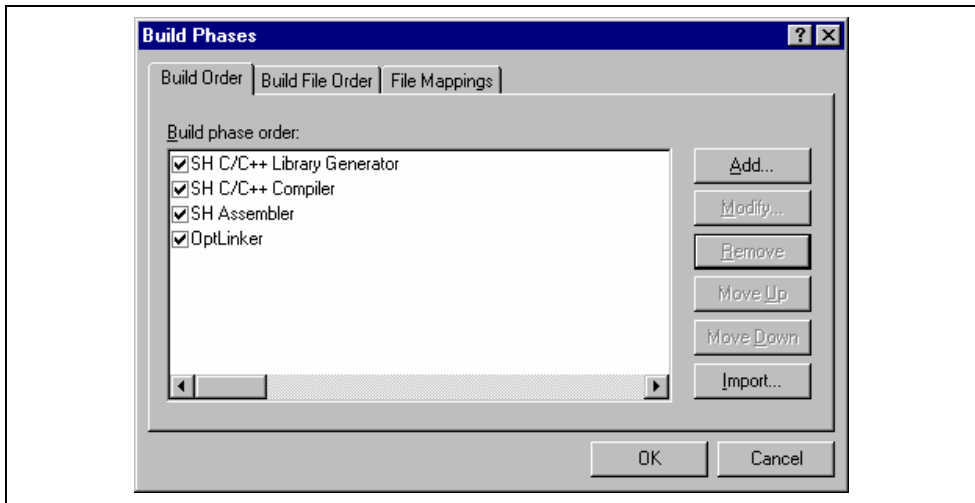 Build Phases
Build Order
Build File Order
File Mappings
Build phase order:
SH C/C++ Library Generator
SH C/C++ Compiler
SH Assembler
OptLinker
Add...
Modify...
Remove
Move Up
Move Down
Import...
OK
Cancel